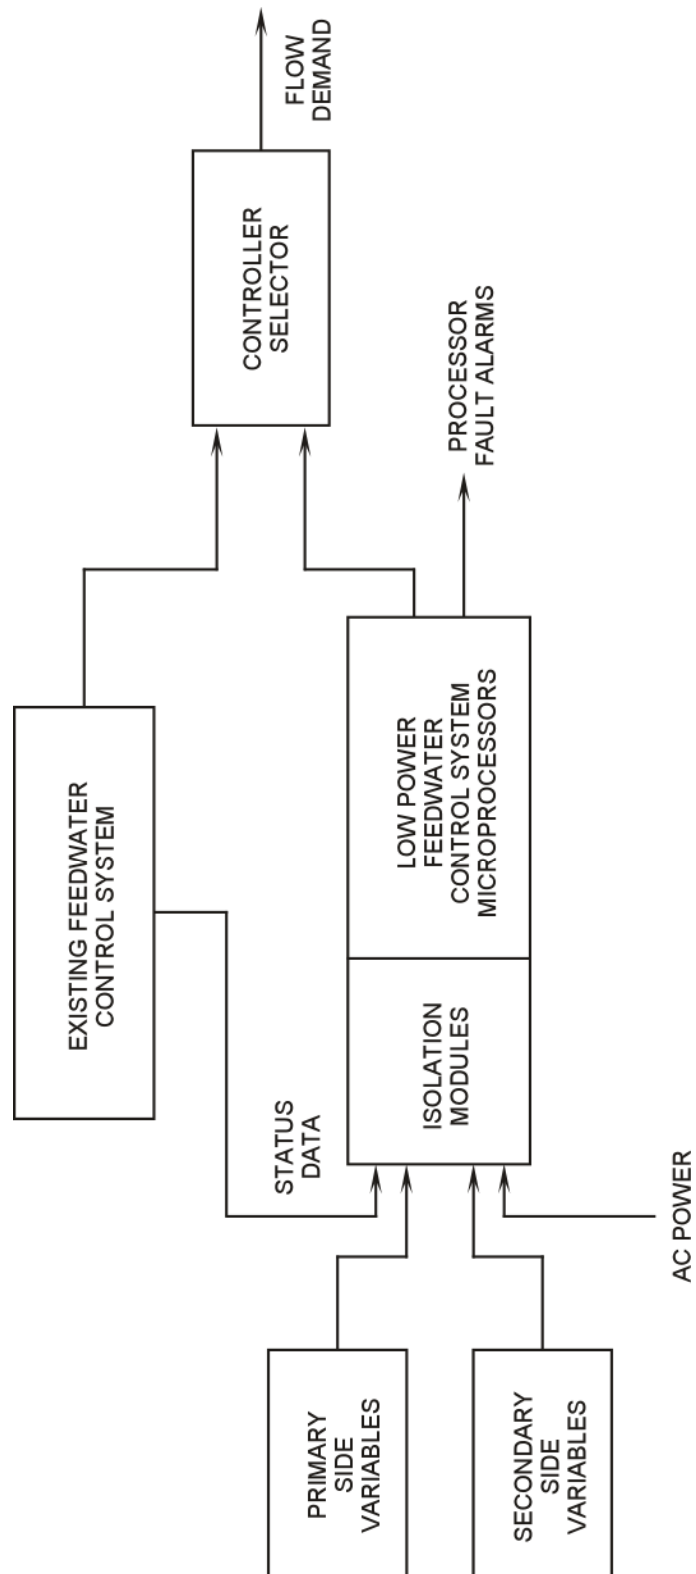 EXISTING FEEDWATER
CONTROL SYSTEM
CONTROLLER
SELECTOR
FLOW
DEMAND
STATUS
DATA
PRIMARY
SIDE
VARIABLES
ISOLATION
MODULES
LOW POWER
FEEDWATER
CONTROL SYSTEM
MICROPROCESSORS
PROCESSOR
FAULT ALARMS
SECONDARY
SIDE
VARIABLES
AC POWER